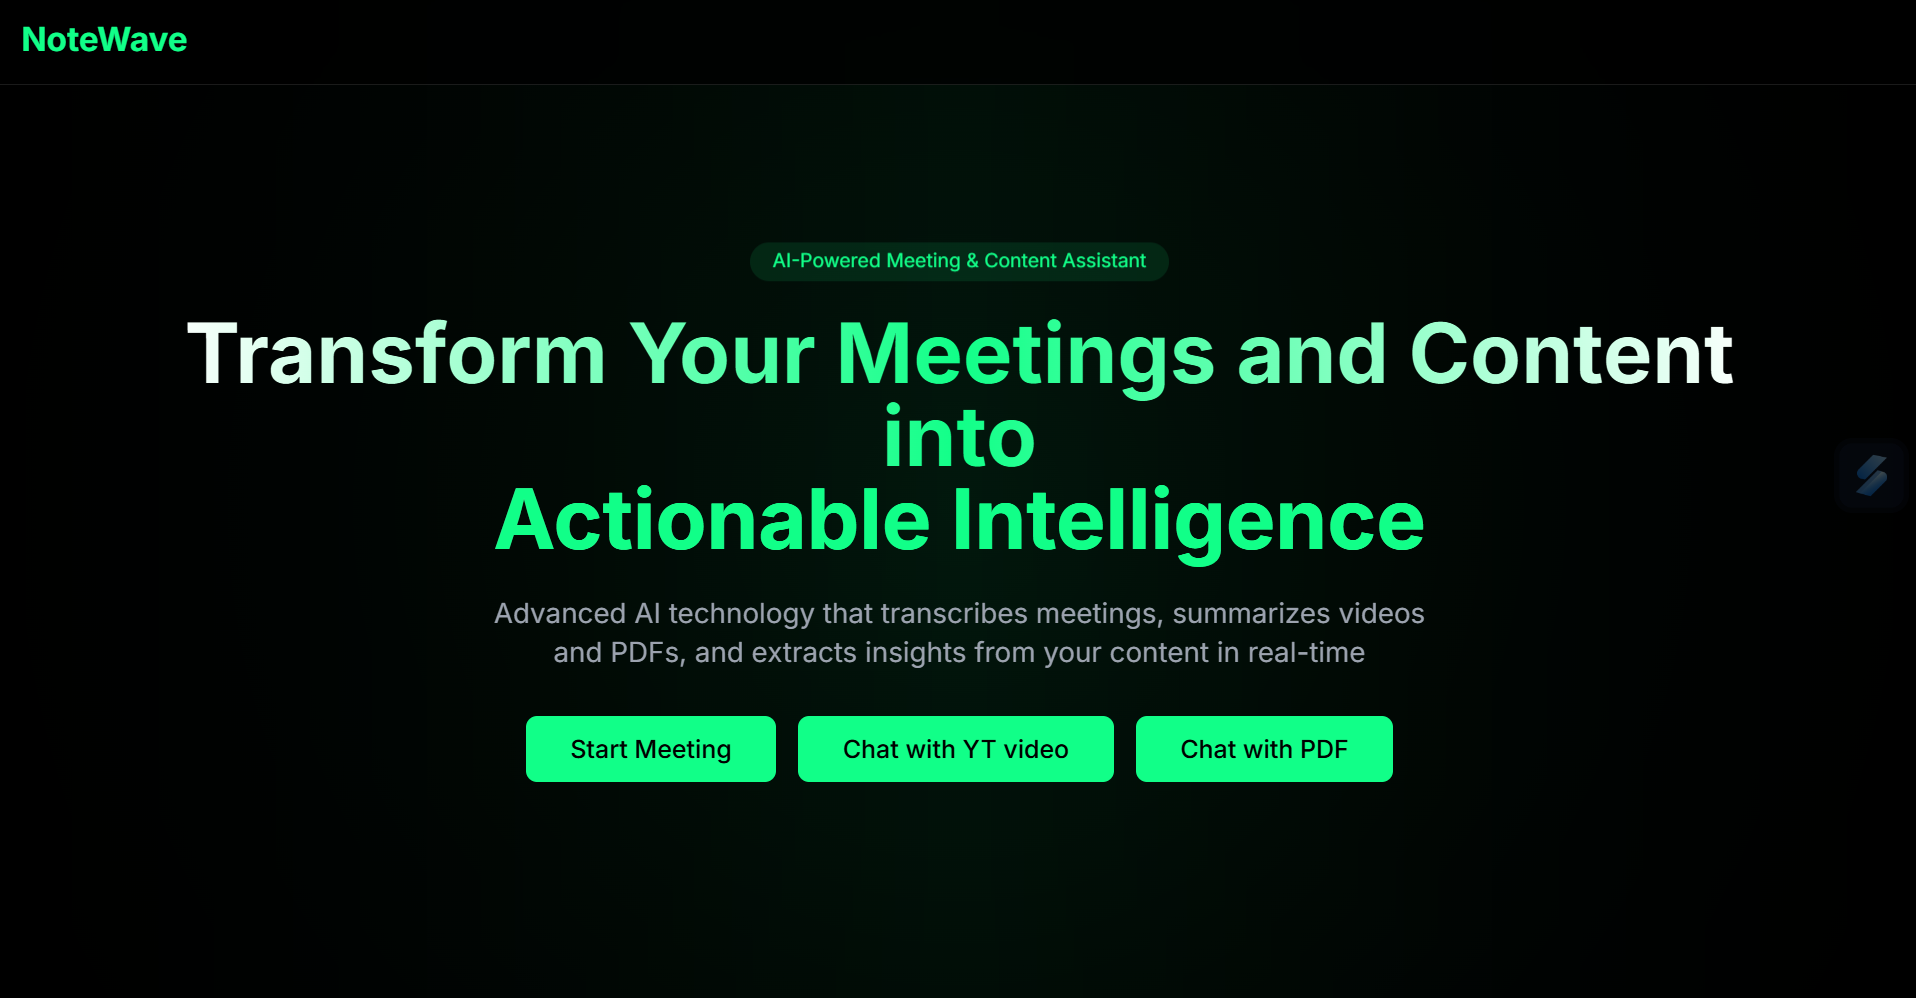 NoteWave
AI-Powered Meeting & Content Assistant
Transform Your Meetings and Content
into
Actionable Intelligence
Advanced AI technology that transcribes meetings, summarizes videos
and PDFs, and extracts insights from your content in real-time
Start Meeting
Chat with YT video
Chat with PDF